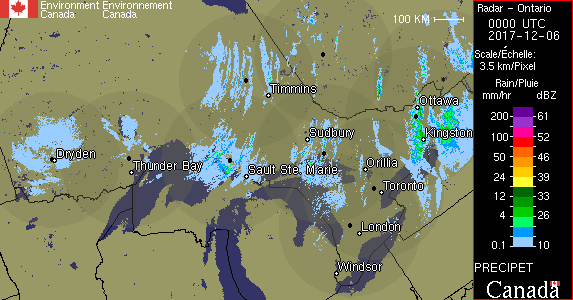 Environment Environnement
Canada Canada
100 KM
Timmins
Ottawa
Sudbury
Kingston
Dryden
Thunder Bay
Sault Ste. Marie
Orillia
Toronto
London
Windsor
Radar - Ontario
0000 UTC
2017-12-06
Scale/Échelle:
3.5 km/Pixel
Rain/Pluie
mm/hr dBZ
200 61
100 52
50 46
24 39
12 33
4 26
0.1 10
PRECIPET
Canada